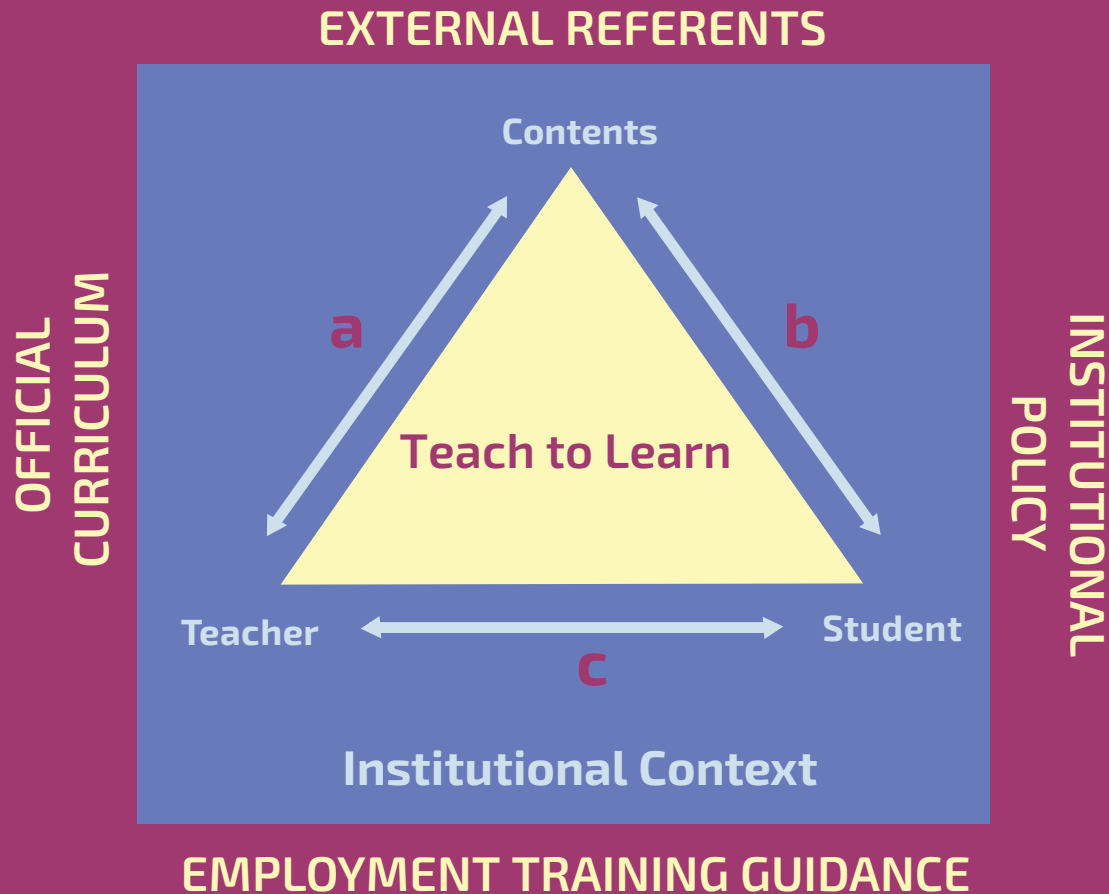 EXTERNAL REFERENTS
Contents
OFFICIAL
CURRICULUM
a
b
INSTITUTIONAL
POLICY
Teach to Learn
Teacher
Student
c
Institutional Context
EMPLOYMENT TRAINING GUIDANCE